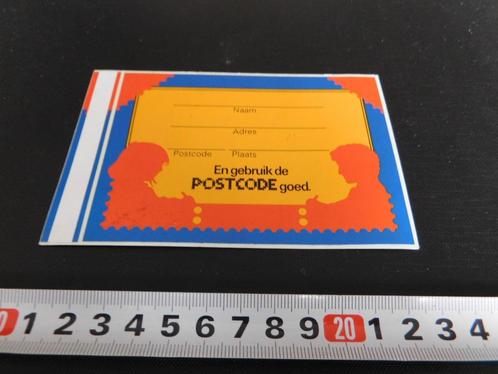 Naam
Adres
Postcode Plaats
En gebruik de
POSTCODE goed.
0 1 2 3 4 5 6 7 8 9 20 1 2 3 4